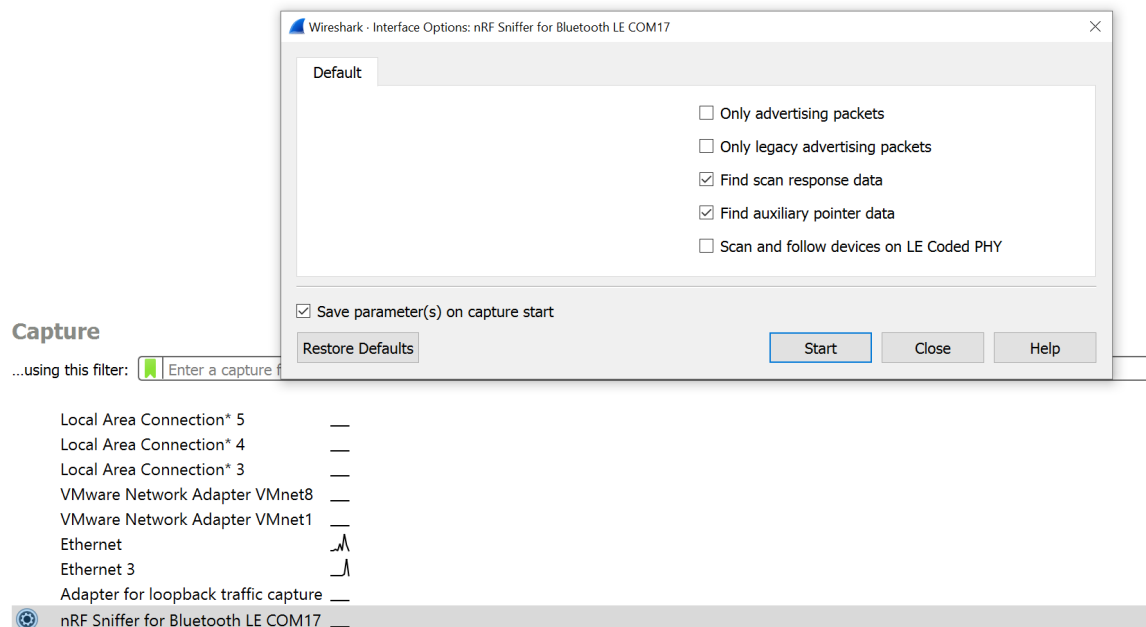 Wireshark · Interface Options: nRF Sniffer for Bluetooth LE COM17
Default
Only advertising packets
Only legacy advertising packets
Find scan response data
Find auxiliary pointer data
Scan and follow devices on LE Coded PHY
Save parameter(s) on capture start
Restore Defaults
Start
Close
Help
Capture
...using this filter:
Enter a capture
Local Area Connection* 5
Local Area Connection* 4
Local Area Connection* 3
VMware Network Adapter VMnet8
VMware Network Adapter VMnet1
Ethernet
Ethernet 3
Adapter for loopback traffic capture
nRF Sniffer for Bluetooth LE COM17